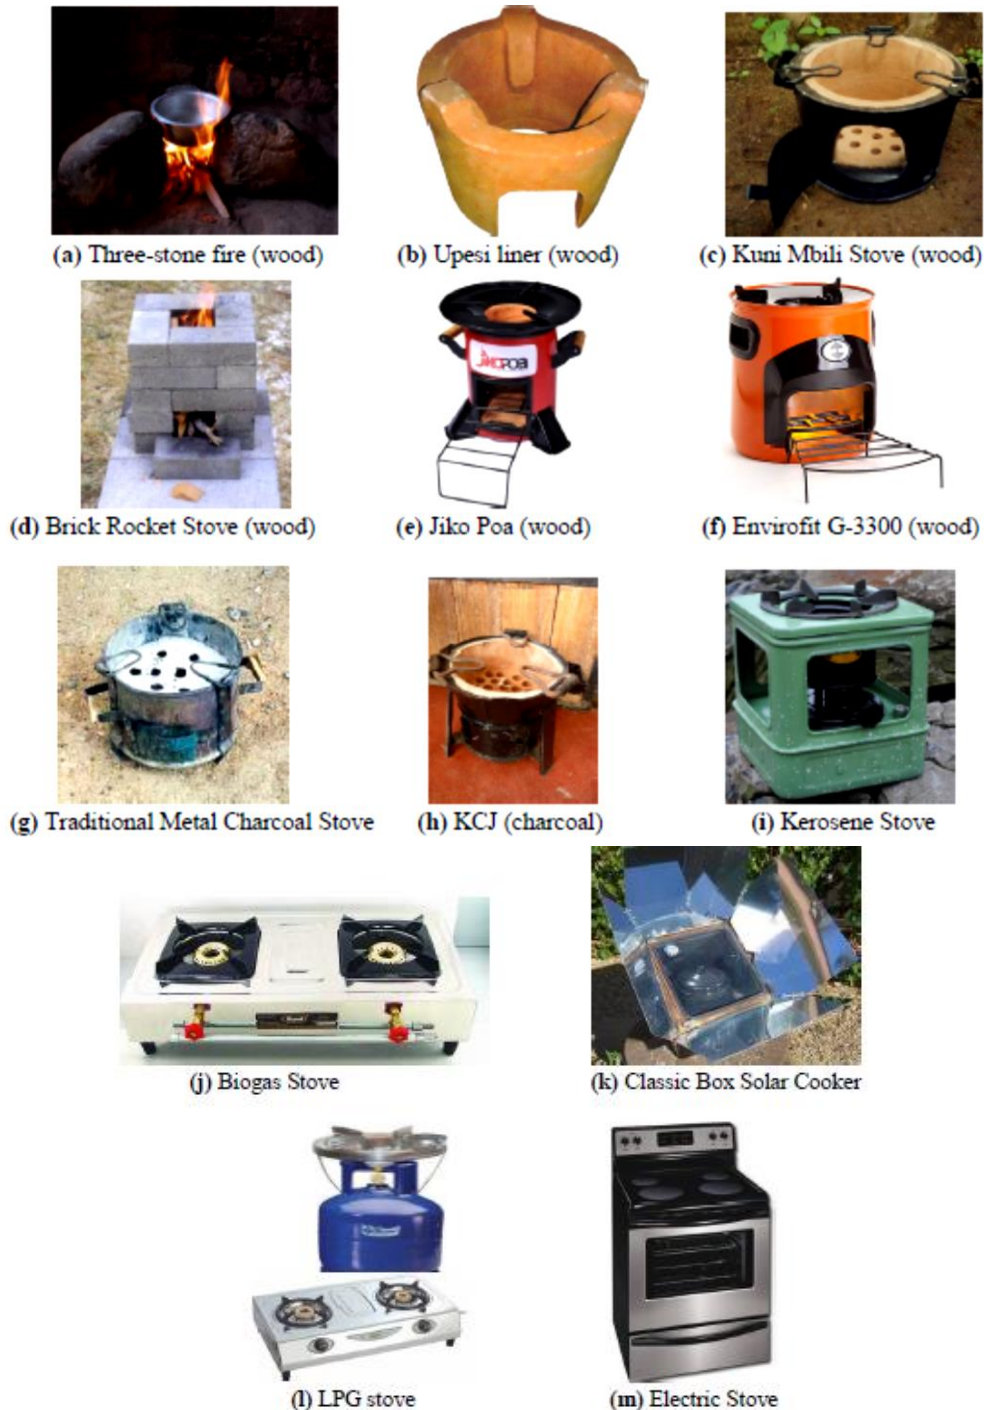 (a) Three-stone fire (wood)
(b) Upesi liner (wood)
(c) Kuni Mbili Stove (wood)
JIKOPOA
(d) Brick Rocket Stove (wood)
(e) Jiko Poa (wood)
(f) Envirofit G-3300 (wood)
(g) Traditional Metal Charcoal Stove
(h) KCJ (charcoal)
(i) Kerosene Stove
(j) Biogas Stove
(k) Classic Box Solar Cooker
(l) LPG stove
(m) Electric Stove